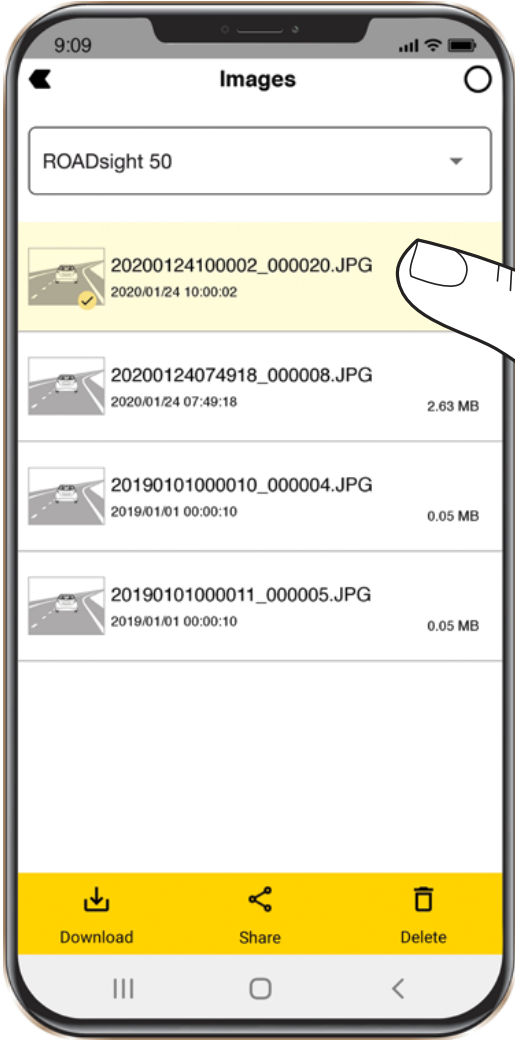 9:09
Images
ROADsight 50
20200124100002_000020.JPG
2020/01/24 10:00:02
20200124074918_000008.JPG
2020/01/24 07:49:18
2.63 MB
20190101000010_000004.JPG
2019/01/01 00:00:10
0.05 MB
20190101000011_000005.JPG
2019/01/01 00:00:10
0.05 MB
Download Share Delete